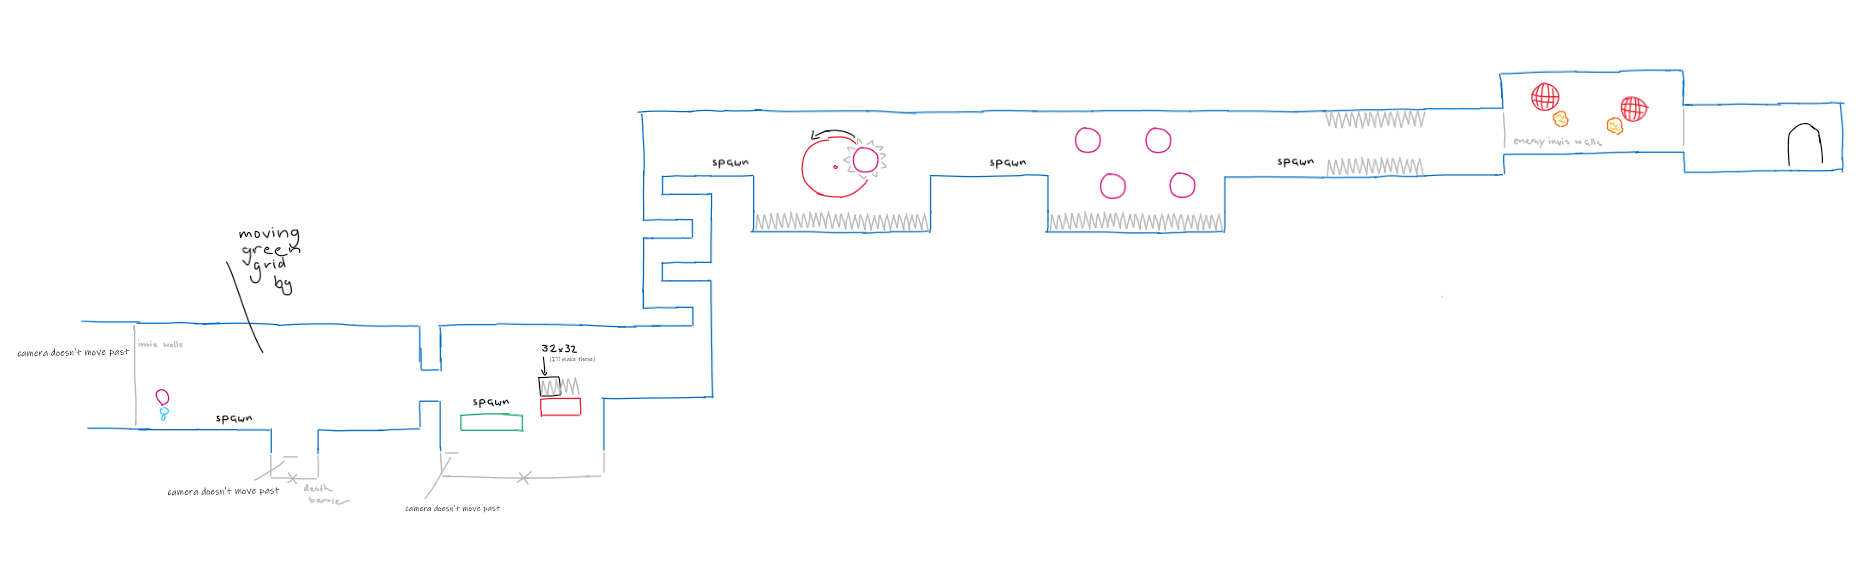 moving
green
grid
bg
camera doesn't move past
invis walls
spawn
camera doesn't move past
death
barrier
spawn
32x32
(I'll make these)
camera doesn't move past
spawn
spawn
spawn
enemy invis walls